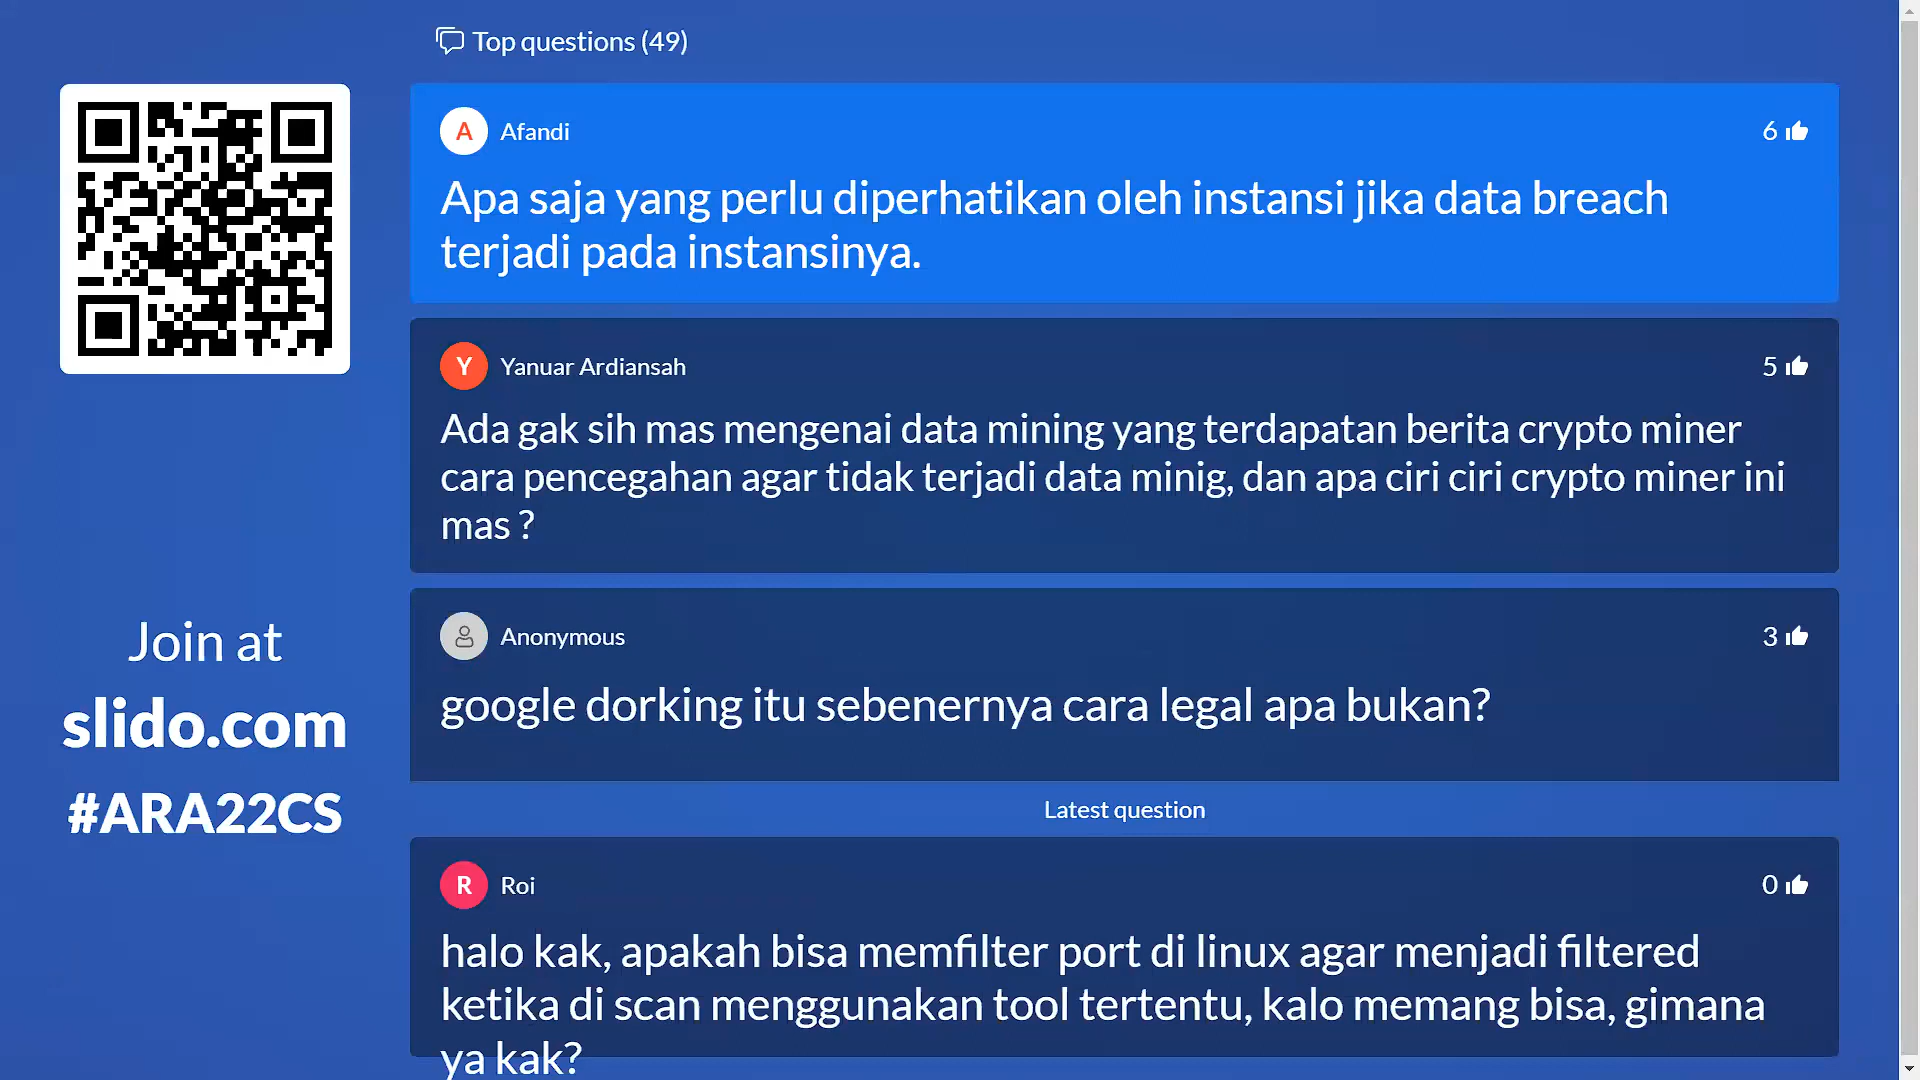 Top questions (49)
A Afandi 6
Apa saja yang perlu diperhatikan oleh instansi jika data breach
terjadi pada instansinya.
Y Yanuar Ardiansah 5
Ada gak sih mas mengenai data mining yang terdapatan berita crypto miner
cara pencegahan agar tidak terjadi data minig, dan apa ciri ciri crypto miner ini
mas ?
Anonymous 3
google dorking itu sebenernya cara legal apa bukan?
Latest question
R Roi 0
halo kak, apakah bisa memfilter port di linux agar menjadi filtered
ketika di scan menggunakan tool tertentu, kalo memang bisa, gimana
ya kak?
Join at
slido.com
#ARA22CS